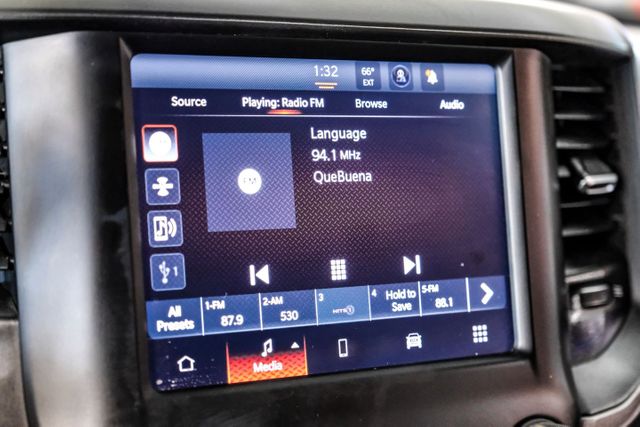 1:32
66°
EXT
Source
Playing: Radio FM
Browse
Audio
Language
94.1 MHz
QueBuena
FM
1
All
Presets
1-FM
87.9
2-AM
530
3
HITS1
4
Hold to
Save
5-FM
88.1
Media